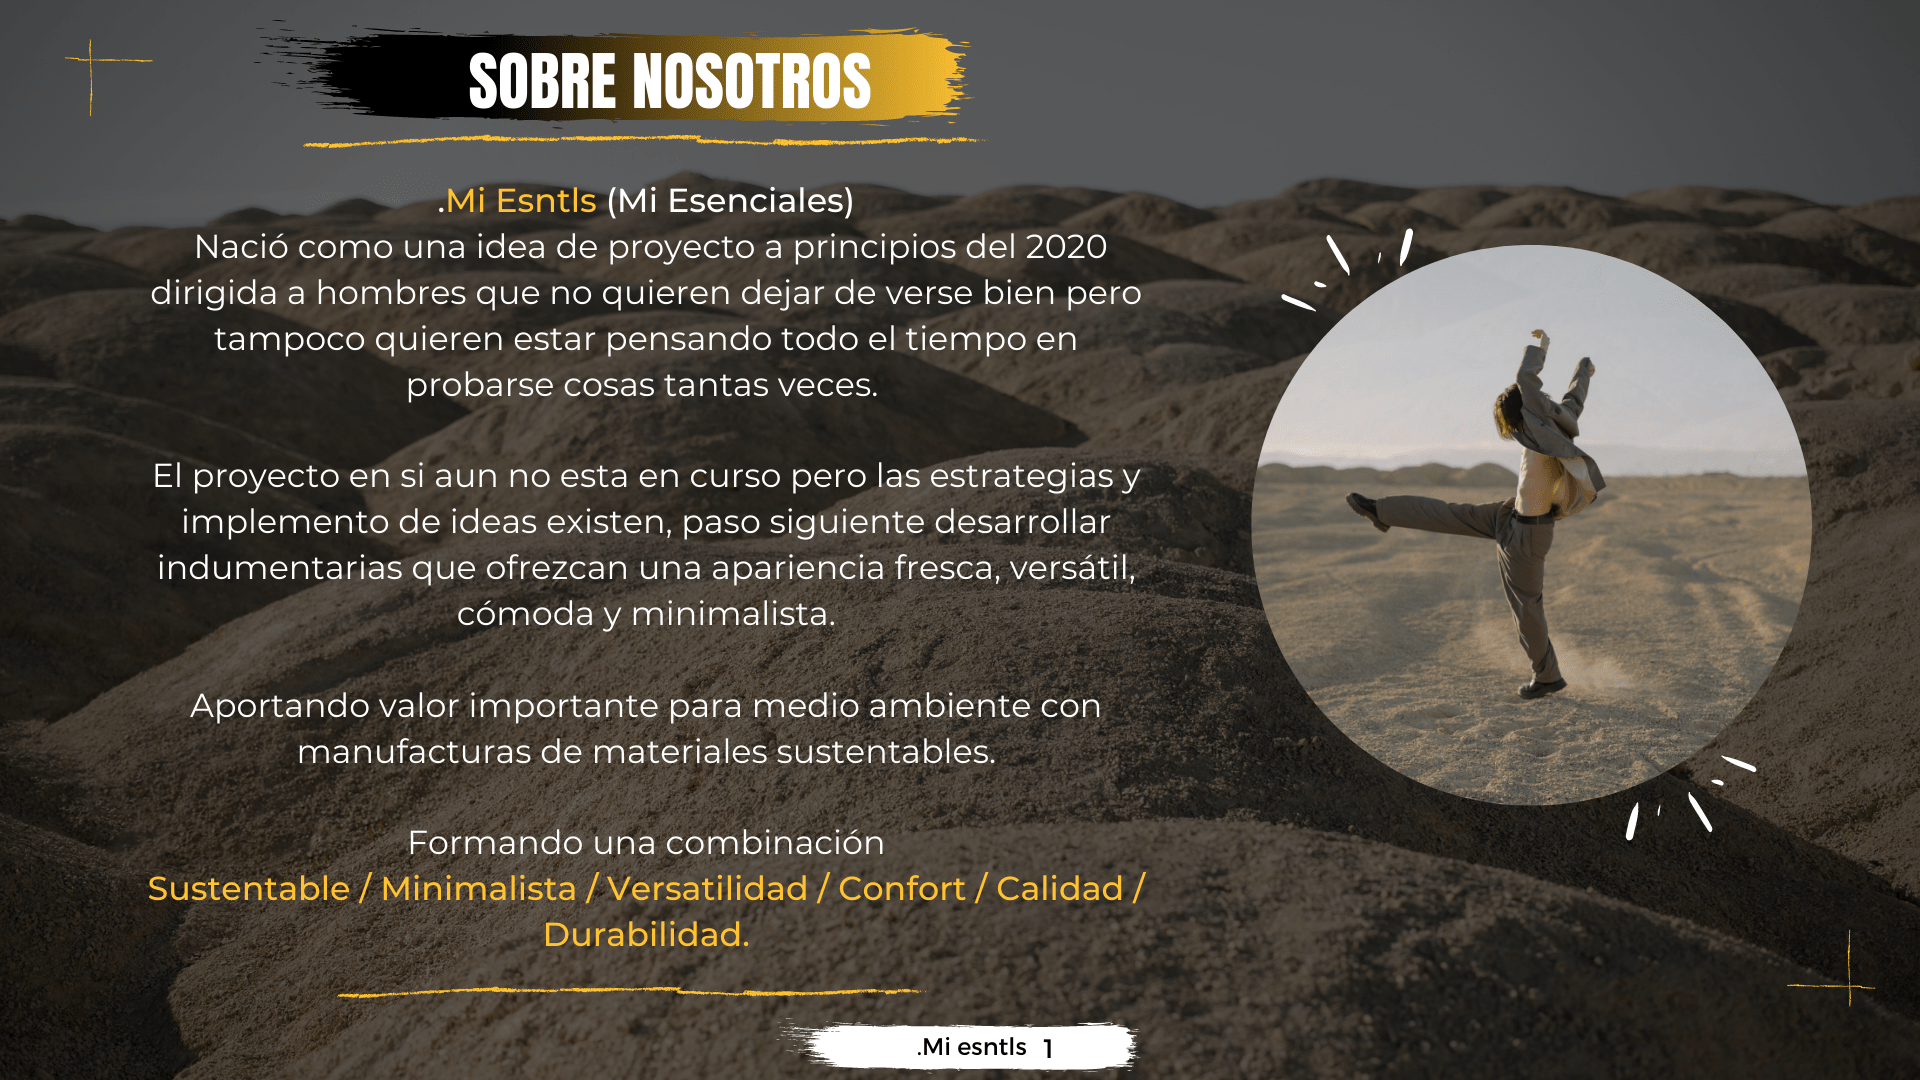 SOBRE NOSOTROS
.Mi Esntls (Mi Esenciales)
Nació como una idea de proyecto a principios del 2020
dirigida a hombres que no quieren dejar de verse bien pero
tampoco quieren estar pensando todo el tiempo en
probarse cosas tantas veces.
El proyecto en si aun no esta en curso pero las estrategias y
implemento de ideas existen, paso siguiente desarrollar
indumentarias que ofrezcan una apariencia fresca, versátil,
cómoda y minimalista.
Aportando valor importante para medio ambiente con
manufacturas de materiales sustentables.
Formando una combinación
Sustentable / Minimalista / Versatilidad / Confort / Calidad /
Durabilidad.
.Mi esntls 1